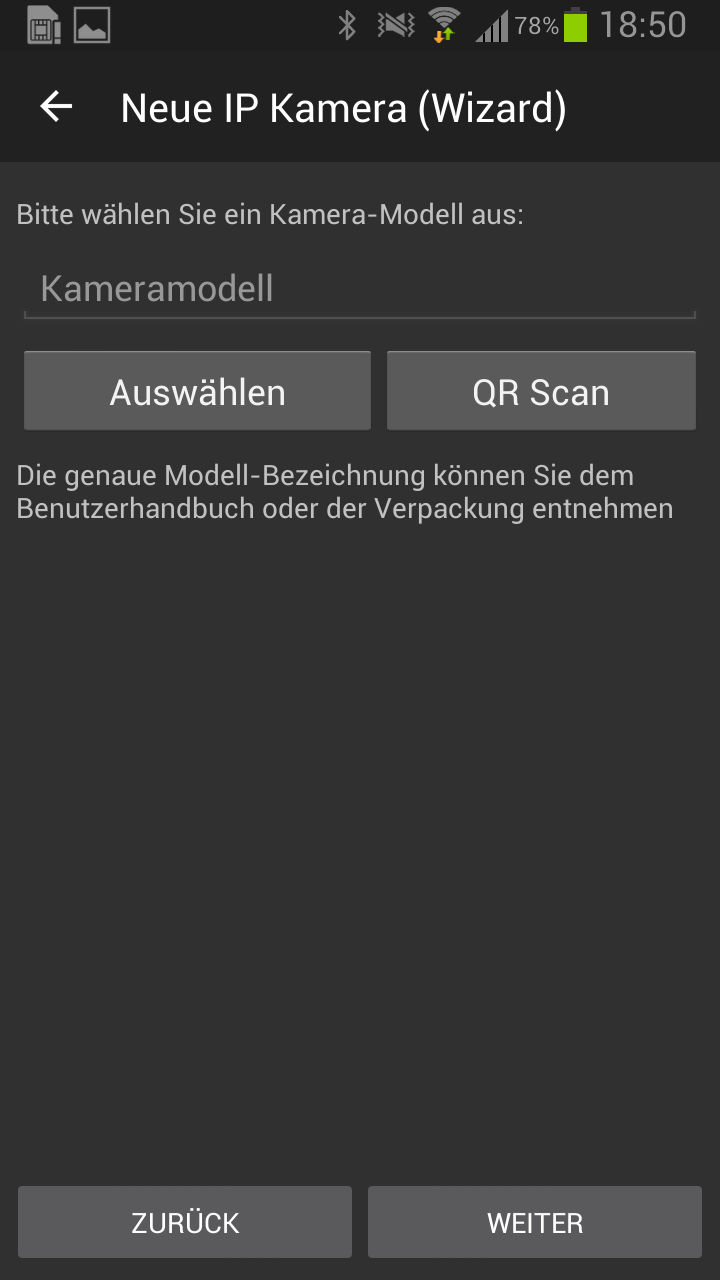 78% 18:50
Neue IP Kamera (Wizard)
Bitte wählen Sie ein Kamera-Modell aus:
Kameramodell
Auswählen QR Scan
Die genaue Modell-Bezeichnung können Sie dem
Benutzerhandbuch oder der Verpackung entnehmen
ZURÜCK WEITER